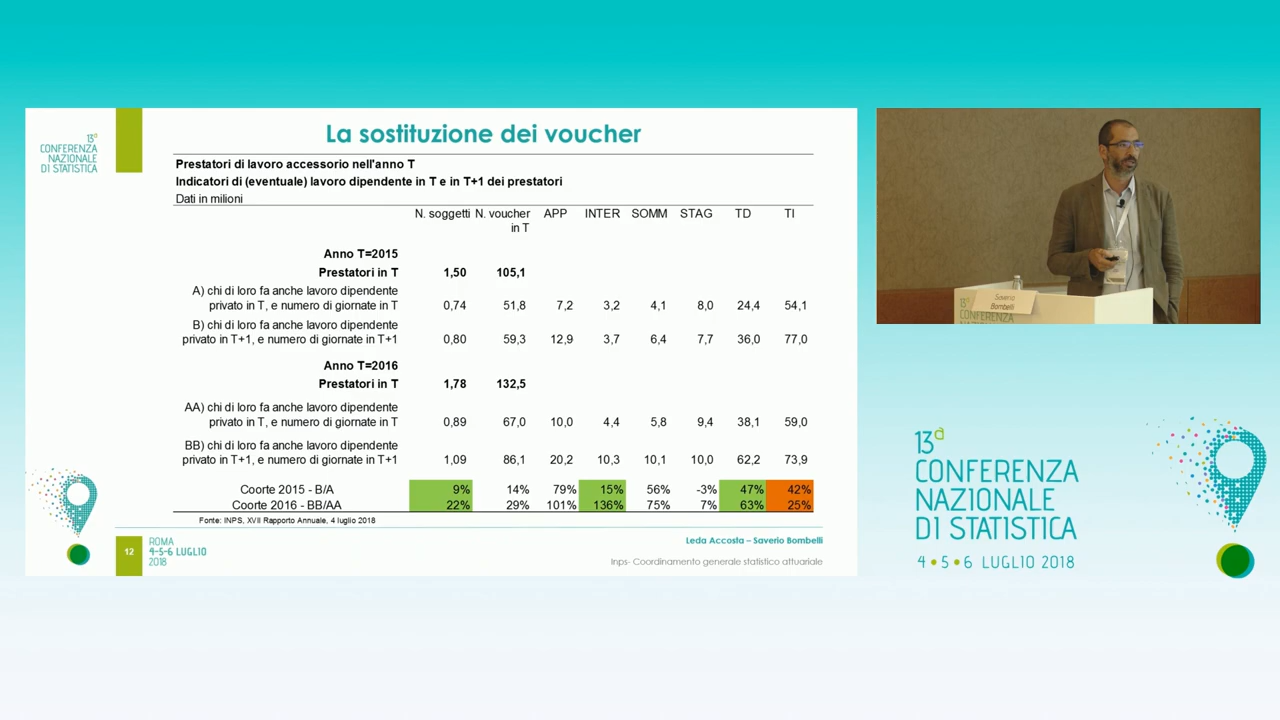 13ª
CONFERENZA
NAZIONALE
DI STATISTICA
La sostituzione dei voucher
Prestatori di lavoro accessorio nell'anno T
Indicatori di (eventuale) lavoro dipendente in T e in T+1 dei prestatori
Dati in milioni
N. soggetti N. voucher in T APP INTER SOMM STAG TD TI
Anno T=2015
Prestatori in T 1,50 105,1
A) chi di loro fa anche lavoro dipendente
privato in T, e numero di giornate in T 0,74 51,8 7,2 3,2 4,1 8,0 24,4 54,1
B) chi di loro fa anche lavoro dipendente
privato in T+1, e numero di giornate in T+1 0,80 59,3 12,9 3,7 6,4 7,7 36,0 77,0
Anno T=2016
Prestatori in T 1,78 132,5
AA) chi di loro fa anche lavoro dipendente
privato in T, e numero di giornate in T 0,89 67,0 10,0 4,4 5,8 9,4 38,1 59,0
BB) chi di loro fa anche lavoro dipendente
privato in T+1, e numero di giornate in T+1 1,09 86,1 20,2 10,3 10,1 10,0 62,2 73,9
Coorte 2015 - B/A 9% 14% 79% 15% 56% -3% 47% 42%
Coorte 2016 - BB/AA 22% 29% 101% 136% 75% 7% 63% 25%
Fonte: INPS, XVII Rapporto Annuale, 4 luglio 2018
12
ROMA
4-5-6 LUGLIO
2018
Leda Accosta – Saverio Bombelli
Inps- Coordinamento generale statistico attuariale
Saverio
Bombelli
13ª
CONFERENZA
NAZIONALE
DI STATISTICA
13ª
CONFERENZA
NAZIONALE
DI STATISTICA
4 • 5 • 6 LUGLIO 2018